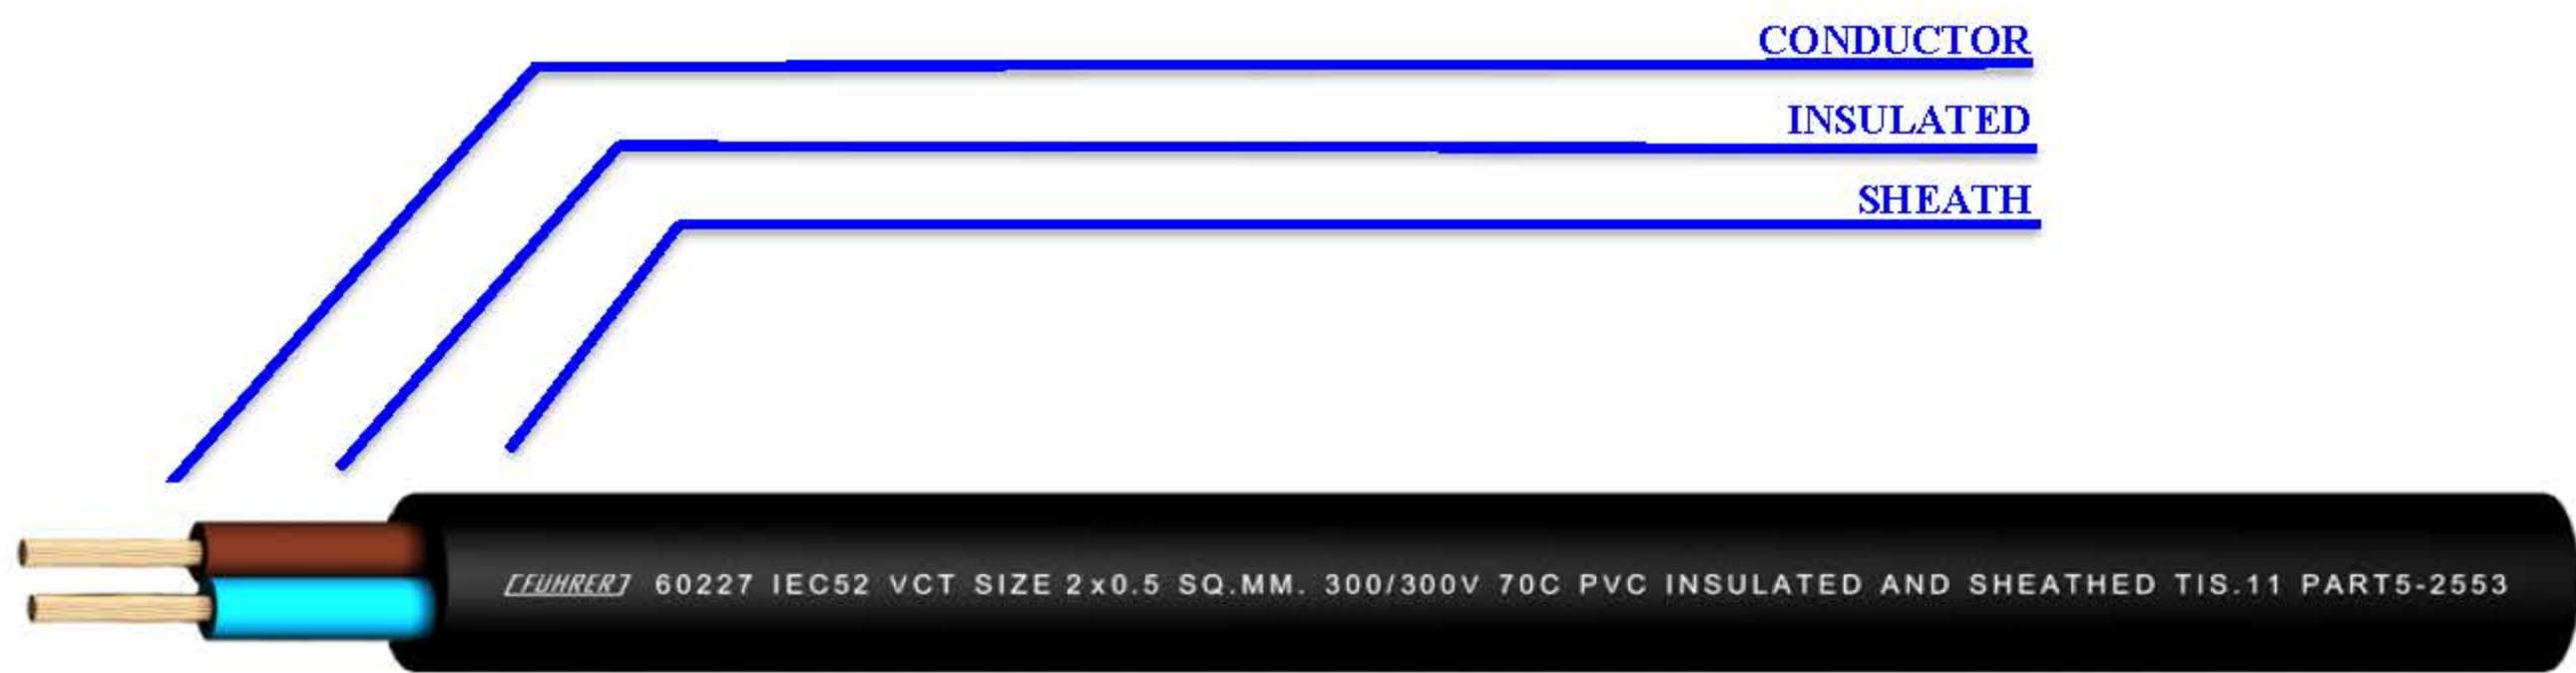 CONDUCTOR
INSULATED
SHEATH
FUHRER 60227 IEC52 VCT SIZE 2x0.5 SQ.MM. 300/300V 70C PVC INSULATED AND SHEATHED TIS.11 PART5-2553